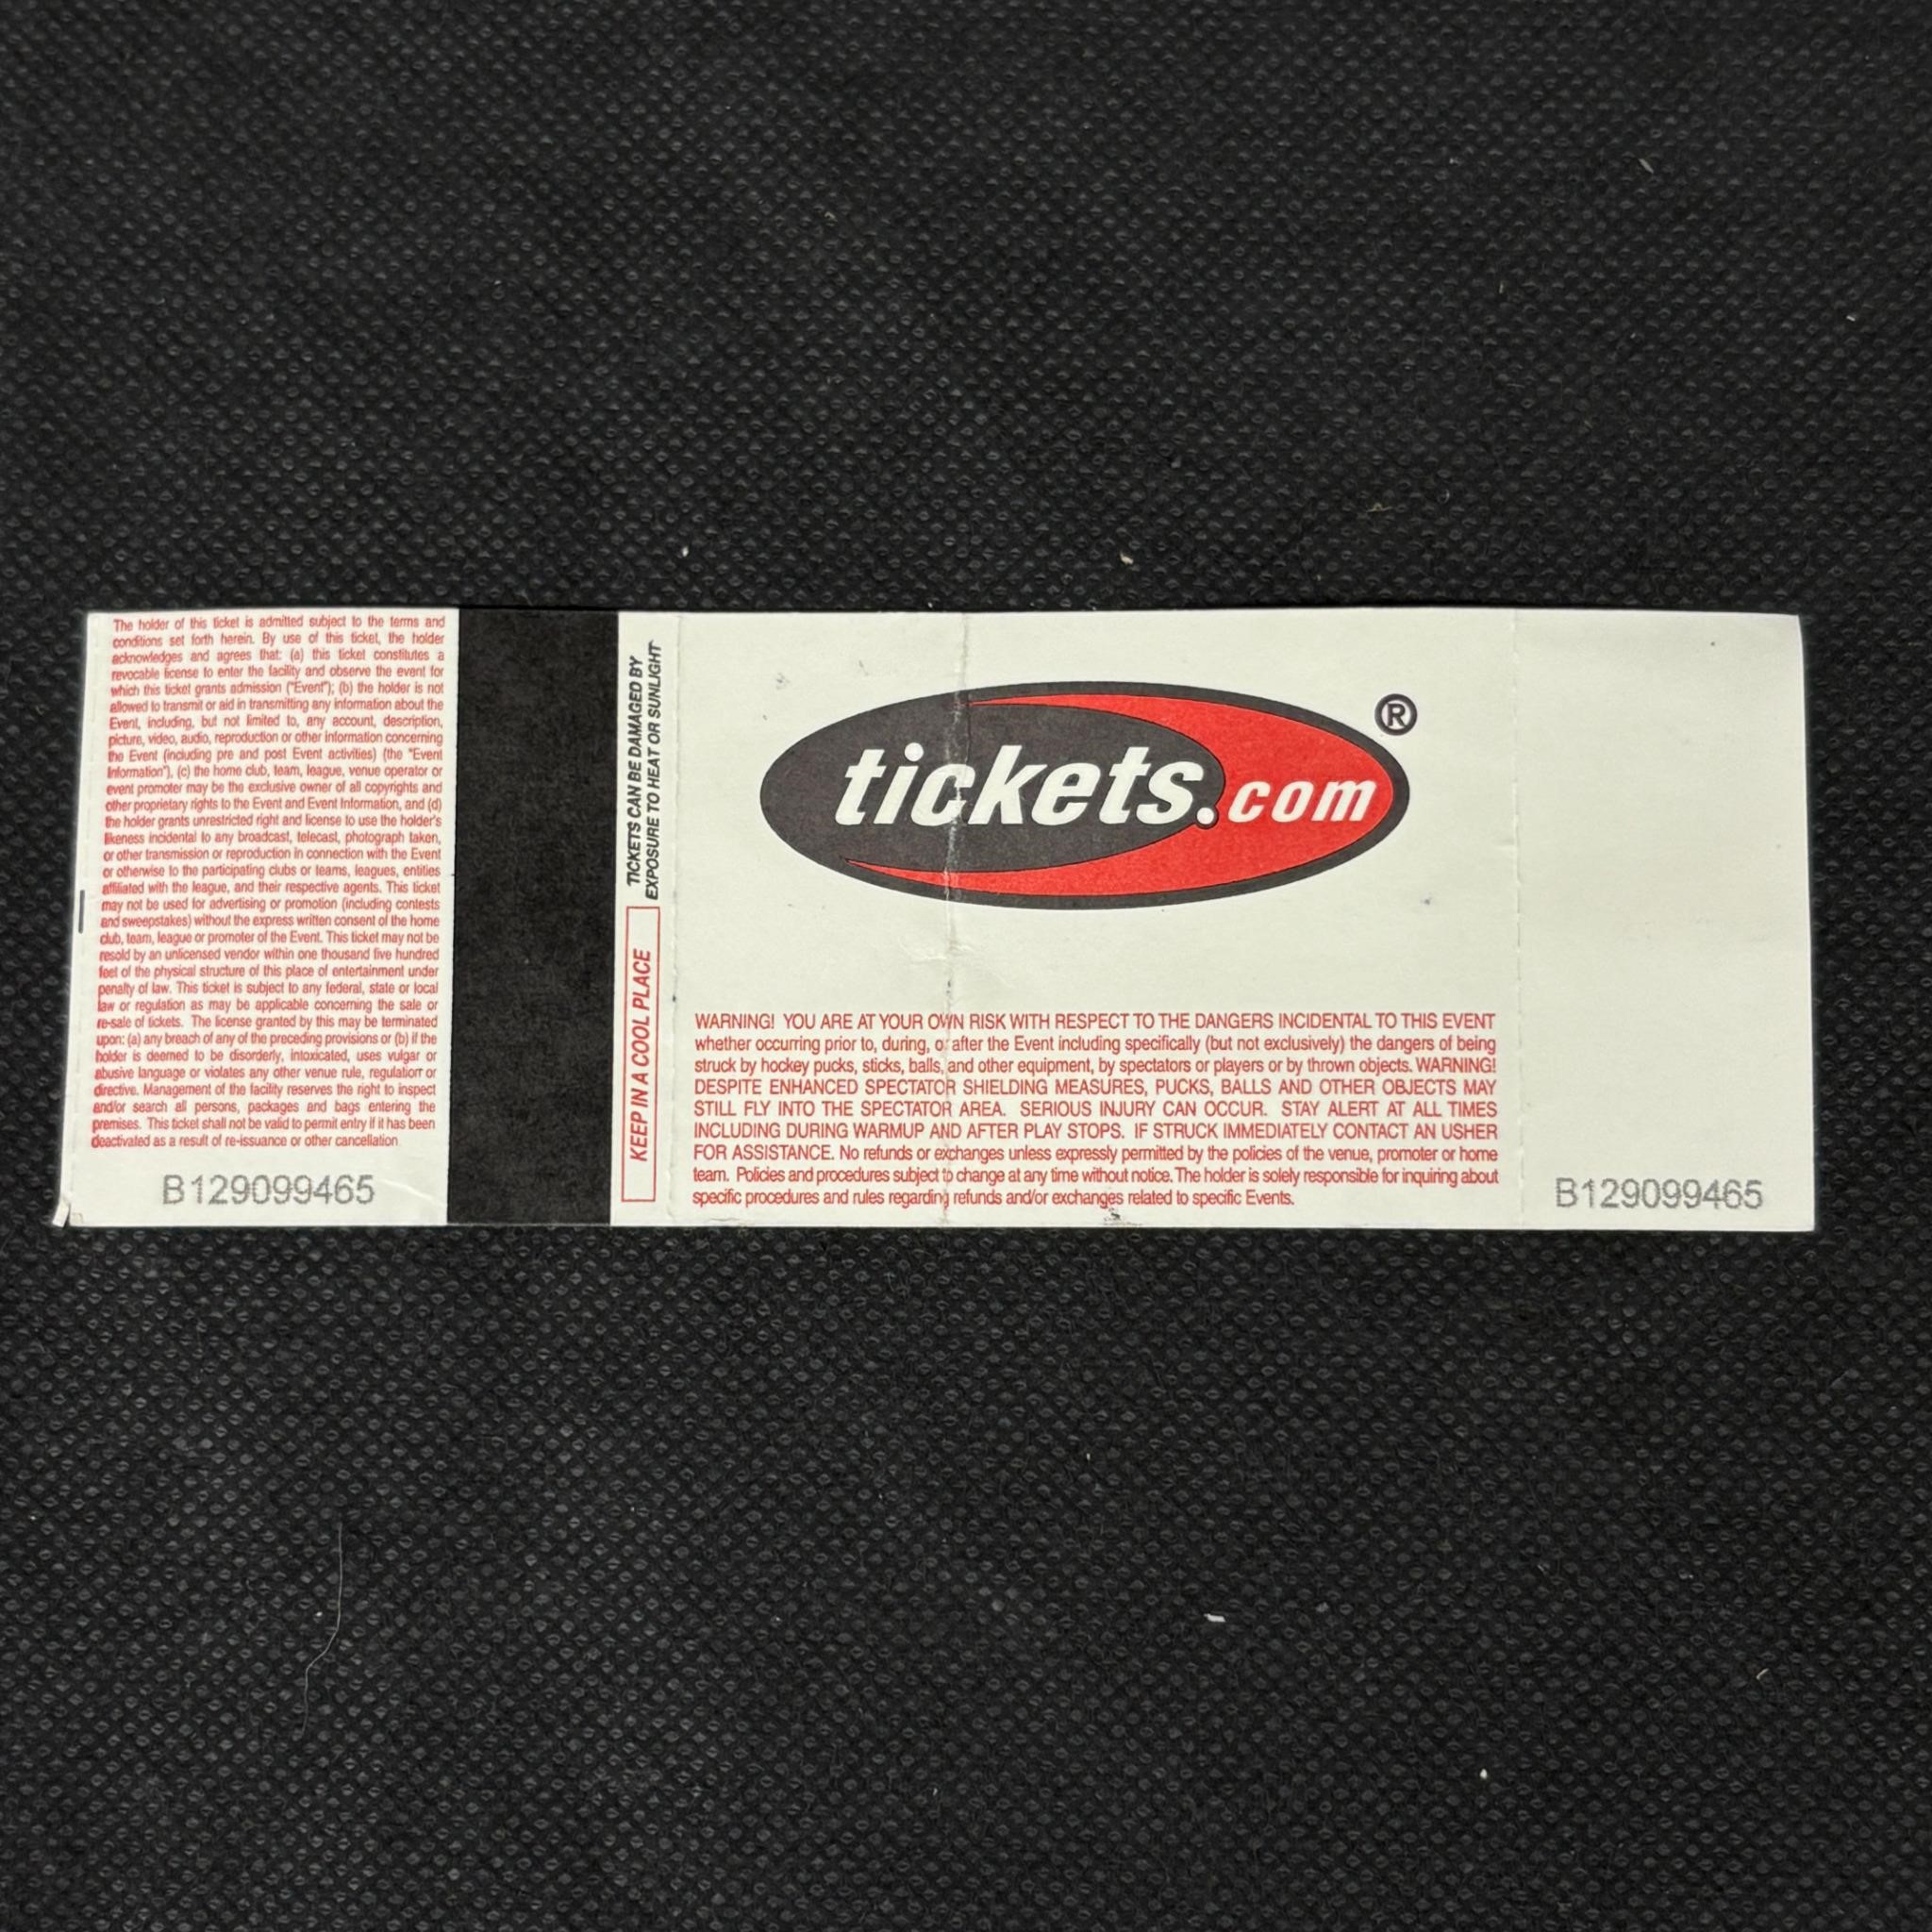 The holder of this ticket is admitted subject to the terms and
conditions set forth herein. By use of this ticket, the holder
acknowledges and agrees that: (a) this ticket constitutes a
revocable license to enter the facility and observe the event for
which this ticket grants admission ("Event"); (b) the holder is not
allowed to transmit or aid in transmitting any information about the
Event, including, but not limited to, any account, description,
picture, video, audio, reproduction or other information concerning
the Event (including pre and post Event activities) (the "Event
Information"), (c) the home club, team, league, venue operator or
event promoter may be the exclusive owner of all copyrights and
other proprietary rights to the Event and Event Information, and (d)
the holder grants unrestricted right and license to use the holder's
likeness incidental to any broadcast, telecast, photograph taken,
or other transmission or reproduction in connection with the Event
or otherwise to the participating clubs or teams, leagues, entities
affiliated with the league, and their respective agents. This ticket
may not be used for advertising or promotion (including contests
and sweepstakes) without the express written consent of the home
club, team, league or promoter of the Event. This ticket may not be
resold by an unlicensed vendor within one thousand five hundred
feet of the physical structure of this place of entertainment under
penalty of law. This ticket is subject to any federal, state or local
law or regulation as may be applicable concerning the sale or
re-sale of tickets. The license granted by this may be terminated
upon: (a) any breach of any of the preceding provisions or (b) if the
holder is deemed to be disorderly, intoxicated, uses vulgar or
abusive language or violates any other venue rule, regulation or
directive. Management of the facility reserves the right to inspect
and/or search all persons, packages and bags entering the
premises. This ticket shall not be valid to permit entry if it has been
deactivated as a result of re-issuance or other cancellation
B129099465
TICKETS CAN BE DAMAGED BY
EXPOSURE TO HEAT OR SUNLIGHT
KEEP IN A COOL PLACE
tickets.com®
WARNING! YOU ARE AT YOUR OWN RISK WITH RESPECT TO THE DANGERS INCIDENTAL TO THIS EVENT
whether occurring prior to, during, or after the Event including specifically (but not exclusively) the dangers of being
struck by hockey pucks, sticks, balls, and other equipment, by spectators or players or by thrown objects. WARNING!
DESPITE ENHANCED SPECTATOR SHIELDING MEASURES, PUCKS, BALLS AND OTHER OBJECTS MAY
STILL FLY INTO THE SPECTATOR AREA. SERIOUS INJURY CAN OCCUR. STAY ALERT AT ALL TIMES
INCLUDING DURING WARMUP AND AFTER PLAY STOPS. IF STRUCK IMMEDIATELY CONTACT AN USHER
FOR ASSISTANCE. No refunds or exchanges unless expressly permitted by the policies of the venue, promoter or home
team. Policies and procedures subject to change at any time without notice. The holder is solely responsible for inquiring about
specific procedures and rules regarding refunds and/or exchanges related to specific Events.
B129099465